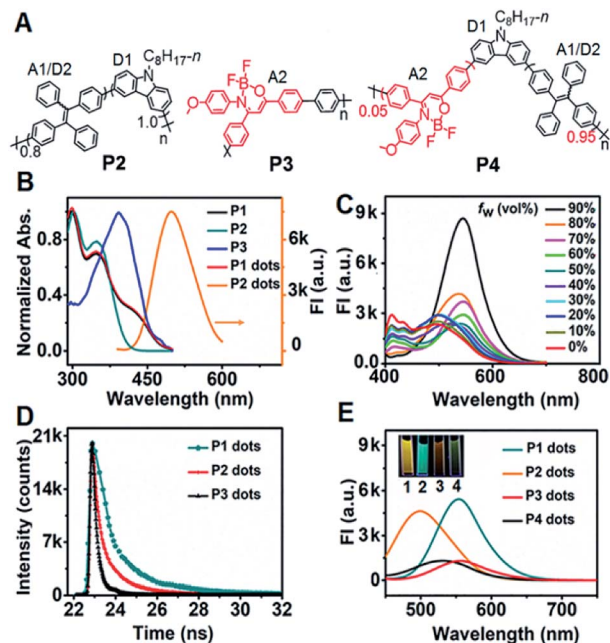 A
D1
N
C₈H₁₇-n
A1/D2
0.8
1.0
n
P2
F
F
B
N
O
A2
O
X
n
P3
C₈H₁₇-n
N
D1
A1/D2
A2
0.05
O
N
B
F
F
O
0.95
n
P4
B
Normalized Abs.
0.8
0.4
0.0
300 450 600
Wavelength (nm)
P1
P2
P3
P1 dots
P2 dots
6k
3k
0
FI (a.u.)
C
FI (a.u.)
9k
6k
3k
0.0
400 500 600 700 800
Wavelength (nm)
fw (vol%)
90%
80%
70%
60%
50%
40%
30%
20%
10%
0%
D
Intensity (counts)
21k
14k
7k
0
22 24 26 28 30 32
Time (ns)
P1 dots
P2 dots
P3 dots
E
FI (a.u.)
9k
6k
3k
0
500 600 700
Wavelength (nm)
1 2 3 4
P1 dots
P2 dots
P3 dots
P4 dots